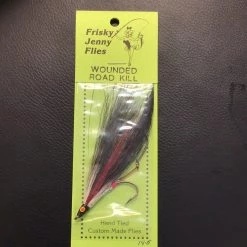 Frisky
Jenny
Flies
WOUNDED
ROAD KILL
Hand Tied
Custom Made Flies